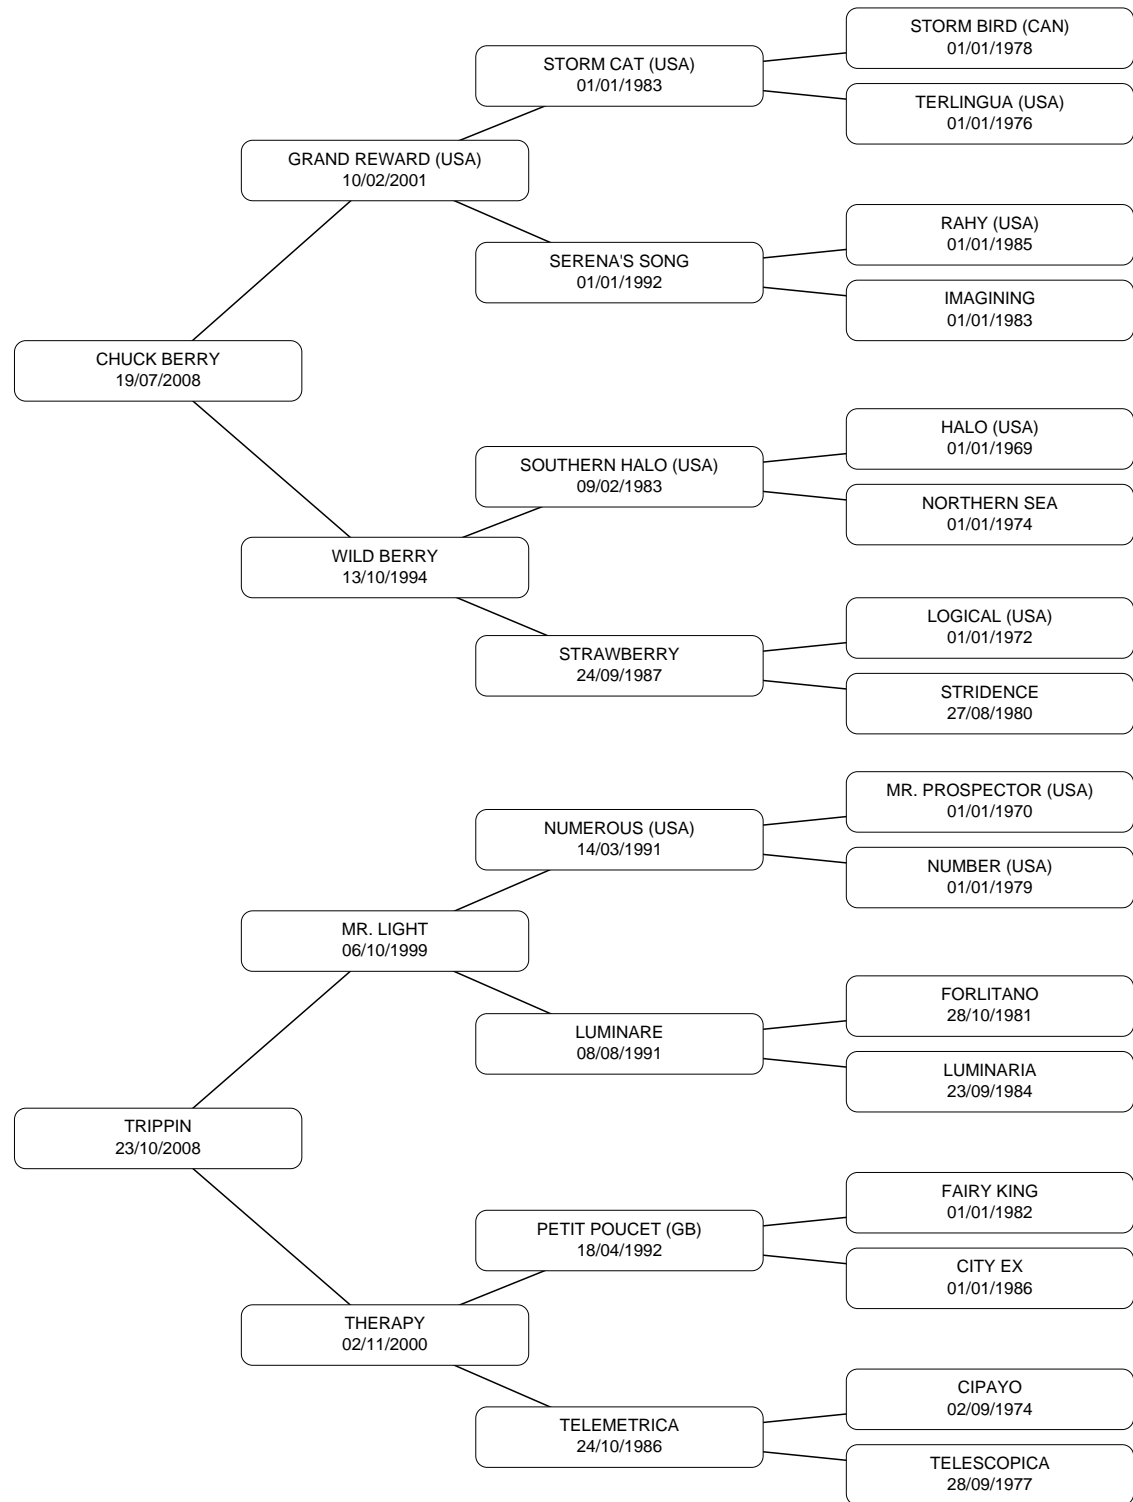 STORM BIRD (CAN)
01/01/1978
STORM CAT (USA)
01/01/1983
TERLINGUA (USA)
01/01/1976
GRAND REWARD (USA)
10/02/2001
RAHY (USA)
01/01/1985
SERENA'S SONG
01/01/1992
IMAGINING
01/01/1983
CHUCK BERRY
19/07/2008
HALO (USA)
01/01/1969
SOUTHERN HALO (USA)
09/02/1983
NORTHERN SEA
01/01/1974
WILD BERRY
13/10/1994
LOGICAL (USA)
01/01/1972
STRAWBERRY
24/09/1987
STRIDENCE
27/08/1980
MR. PROSPECTOR (USA)
01/01/1970
NUMEROUS (USA)
14/03/1991
NUMBER (USA)
01/01/1979
MR. LIGHT
06/10/1999
FORLITANO
28/10/1981
LUMINARE
08/08/1991
LUMINARIA
23/09/1984
TRIPPIN
23/10/2008
FAIRY KING
01/01/1982
PETIT POUCET (GB)
18/04/1992
CITY EX
01/01/1986
THERAPY
02/11/2000
CIPAYO
02/09/1974
TELEMETRICA
24/10/1986
TELESCOPICA
28/09/1977